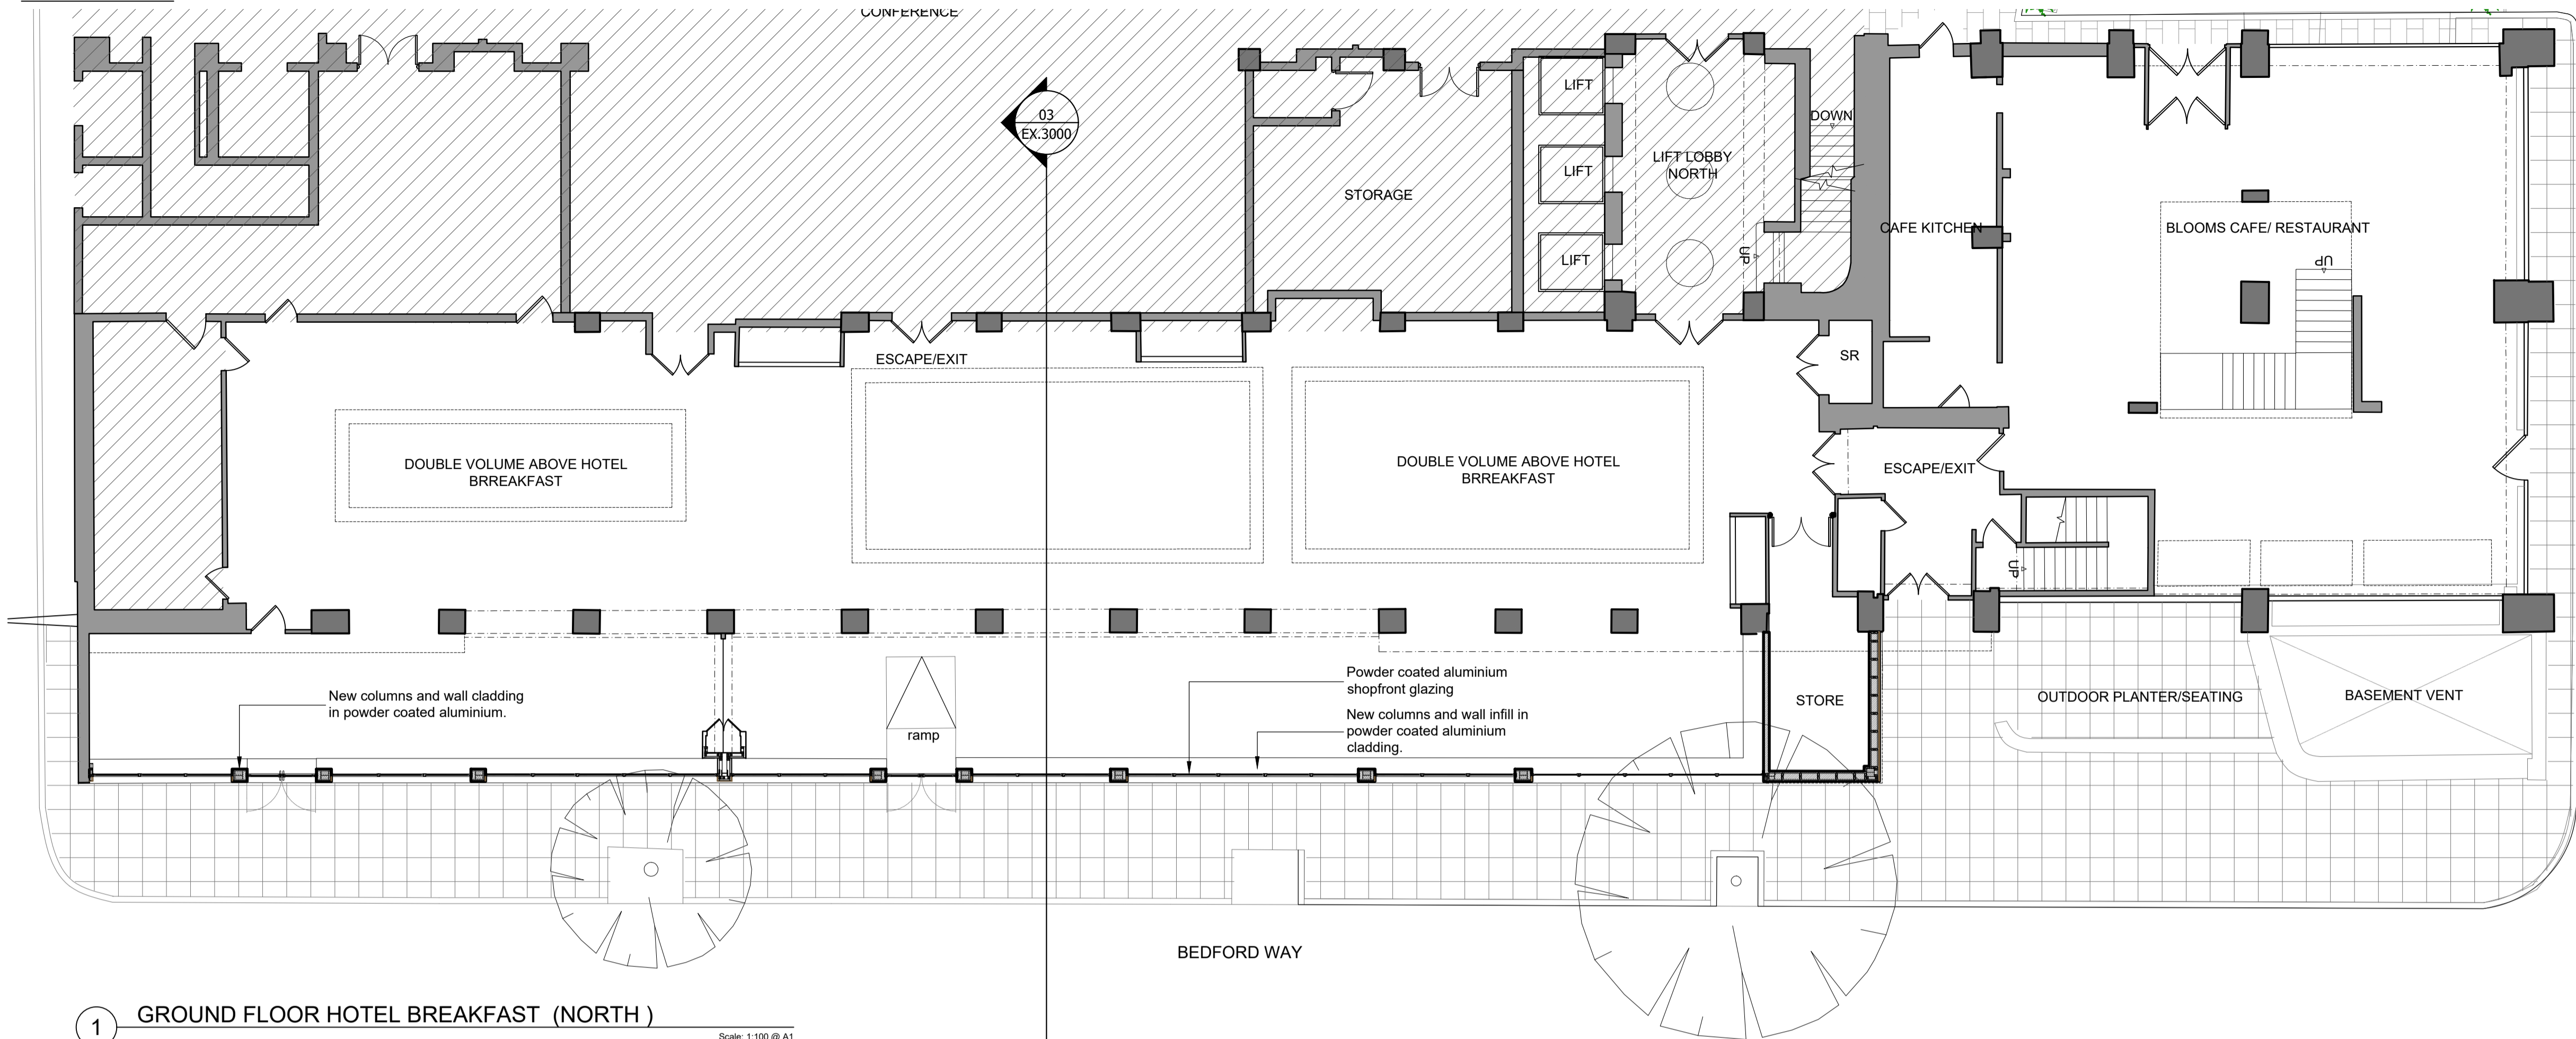 CONFERENCE
03
EX.3000
LIFT
LIFT
LIFT
STORAGE
LIFT LOBBY
NORTH
DOWN
UP
CAFE KITCHEN
BLOOMS CAFE/ RESTAURANT
UP
SR
ESCAPE/EXIT
DOUBLE VOLUME ABOVE HOTEL
BRREAKFAST
DOUBLE VOLUME ABOVE HOTEL
BRREAKFAST
ESCAPE/EXIT
UP
New columns and wall cladding
in powder coated aluminium.
ramp
Powder coated aluminium
shopfront glazing
New columns and wall infill in
powder coated aluminium
cladding.
STORE
OUTDOOR PLANTER/SEATING
BASEMENT VENT
BEDFORD WAY
1
GROUND FLOOR HOTEL BREAKFAST (NORTH )
Scale: 1:100 @ A1